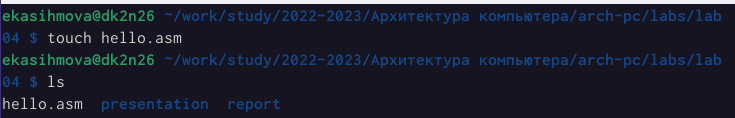 ekasihmova@dk2n26 ~/work/study/2022-2023/Архитектура компьютера/arch-pc/labs/lab
04 $ touch hello.asm
ekasihmova@dk2n26 ~/work/study/2022-2023/Архитектура компьютера/arch-pc/labs/lab
04 $ ls
hello.asm  presentation  report